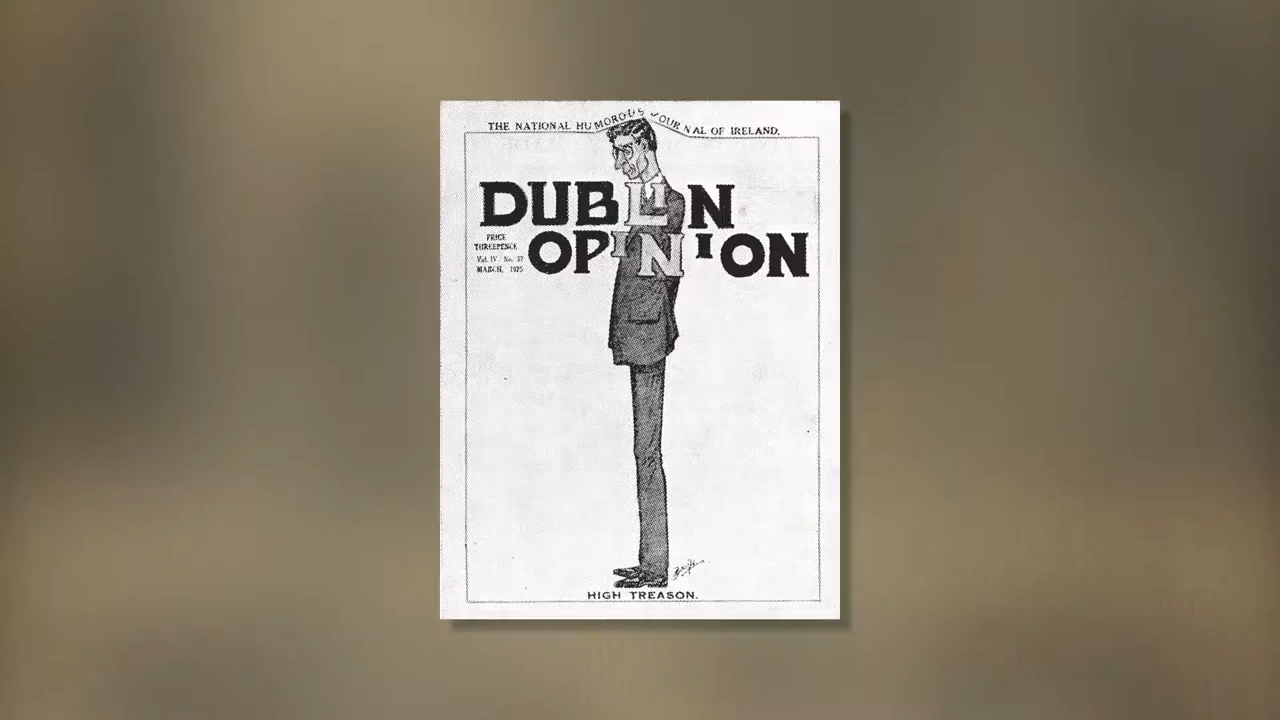 THE NATIONAL HUMOROUS JOURNAL OF IRELAND.
DUBLIN
OPINION
PRICE
THREEPENCE
Vol. IV. No. 37
MARCH, 1925
HIGH TREASON.